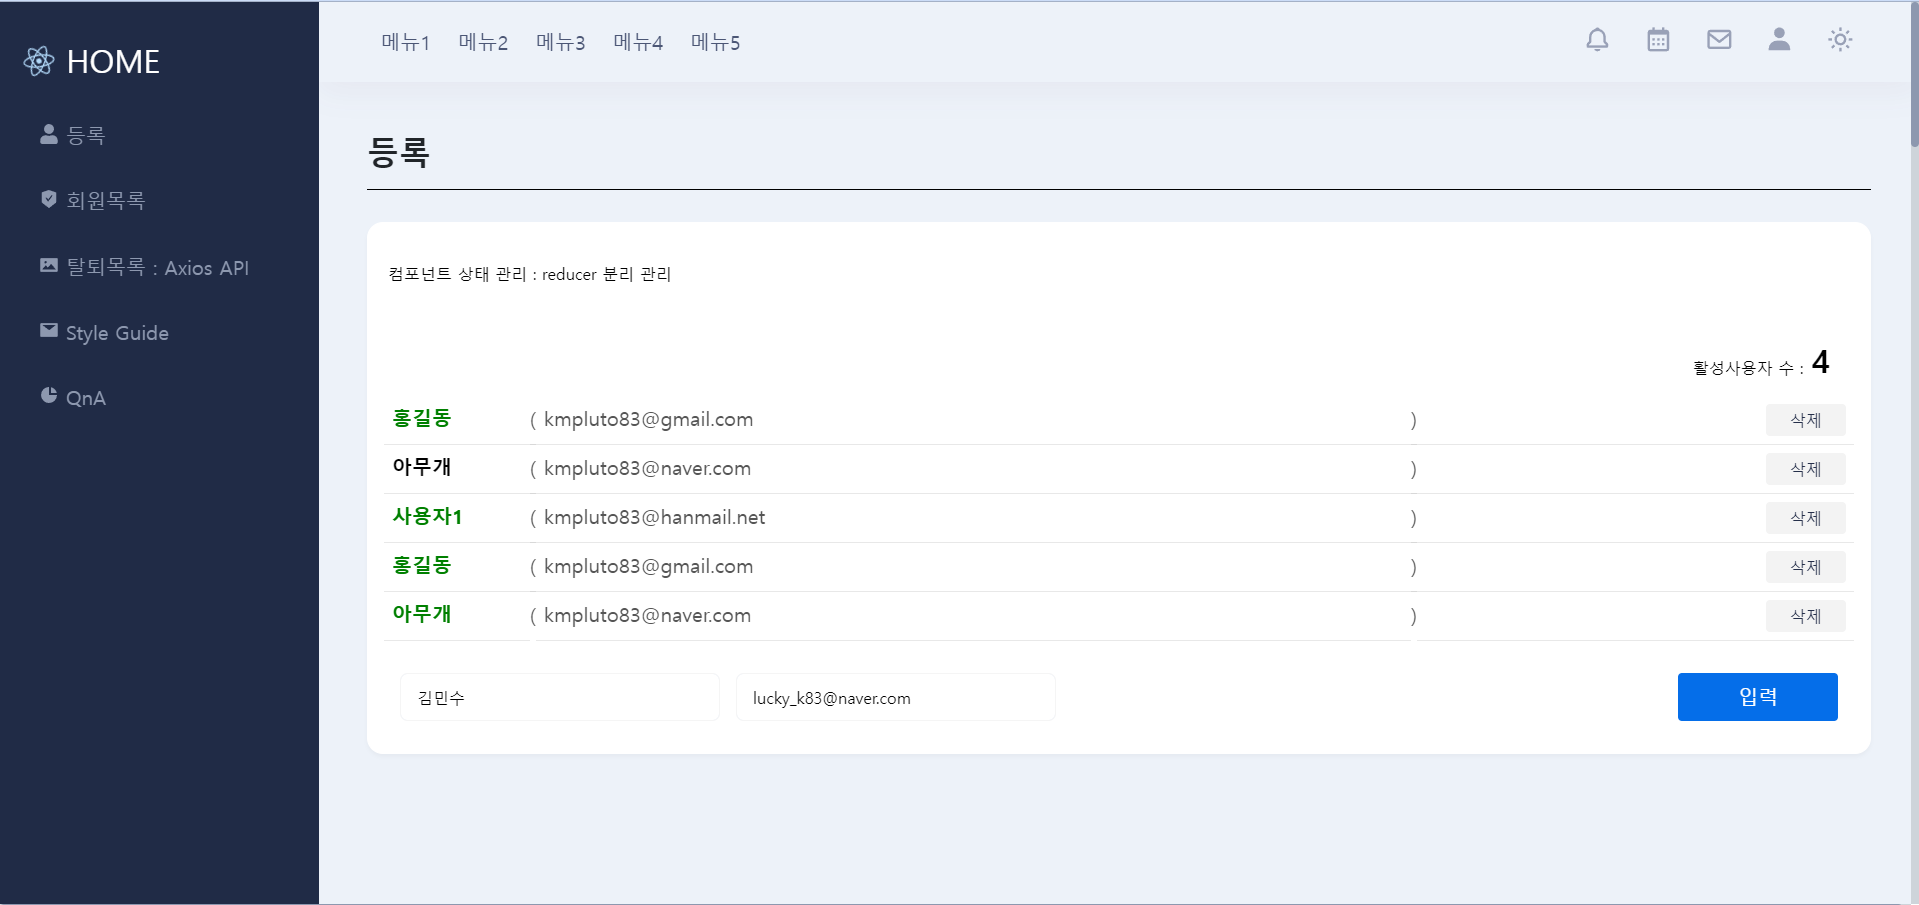 HOME
등록
회원목록
탈퇴목록 : Axios API
Style Guide
QnA
메뉴1 메뉴2 메뉴3 메뉴4 메뉴5
등록
컴포넌트 상태 관리 : reducer 분리 관리
활성사용자 수 : 4
홍길동 ( kmpluto83@gmail.com ) 삭제
아무개 ( kmpluto83@naver.com ) 삭제
사용자1 ( kmpluto83@hanmail.net ) 삭제
홍길동 ( kmpluto83@gmail.com ) 삭제
아무개 ( kmpluto83@naver.com ) 삭제
김민수 lucky_k83@naver.com 입력